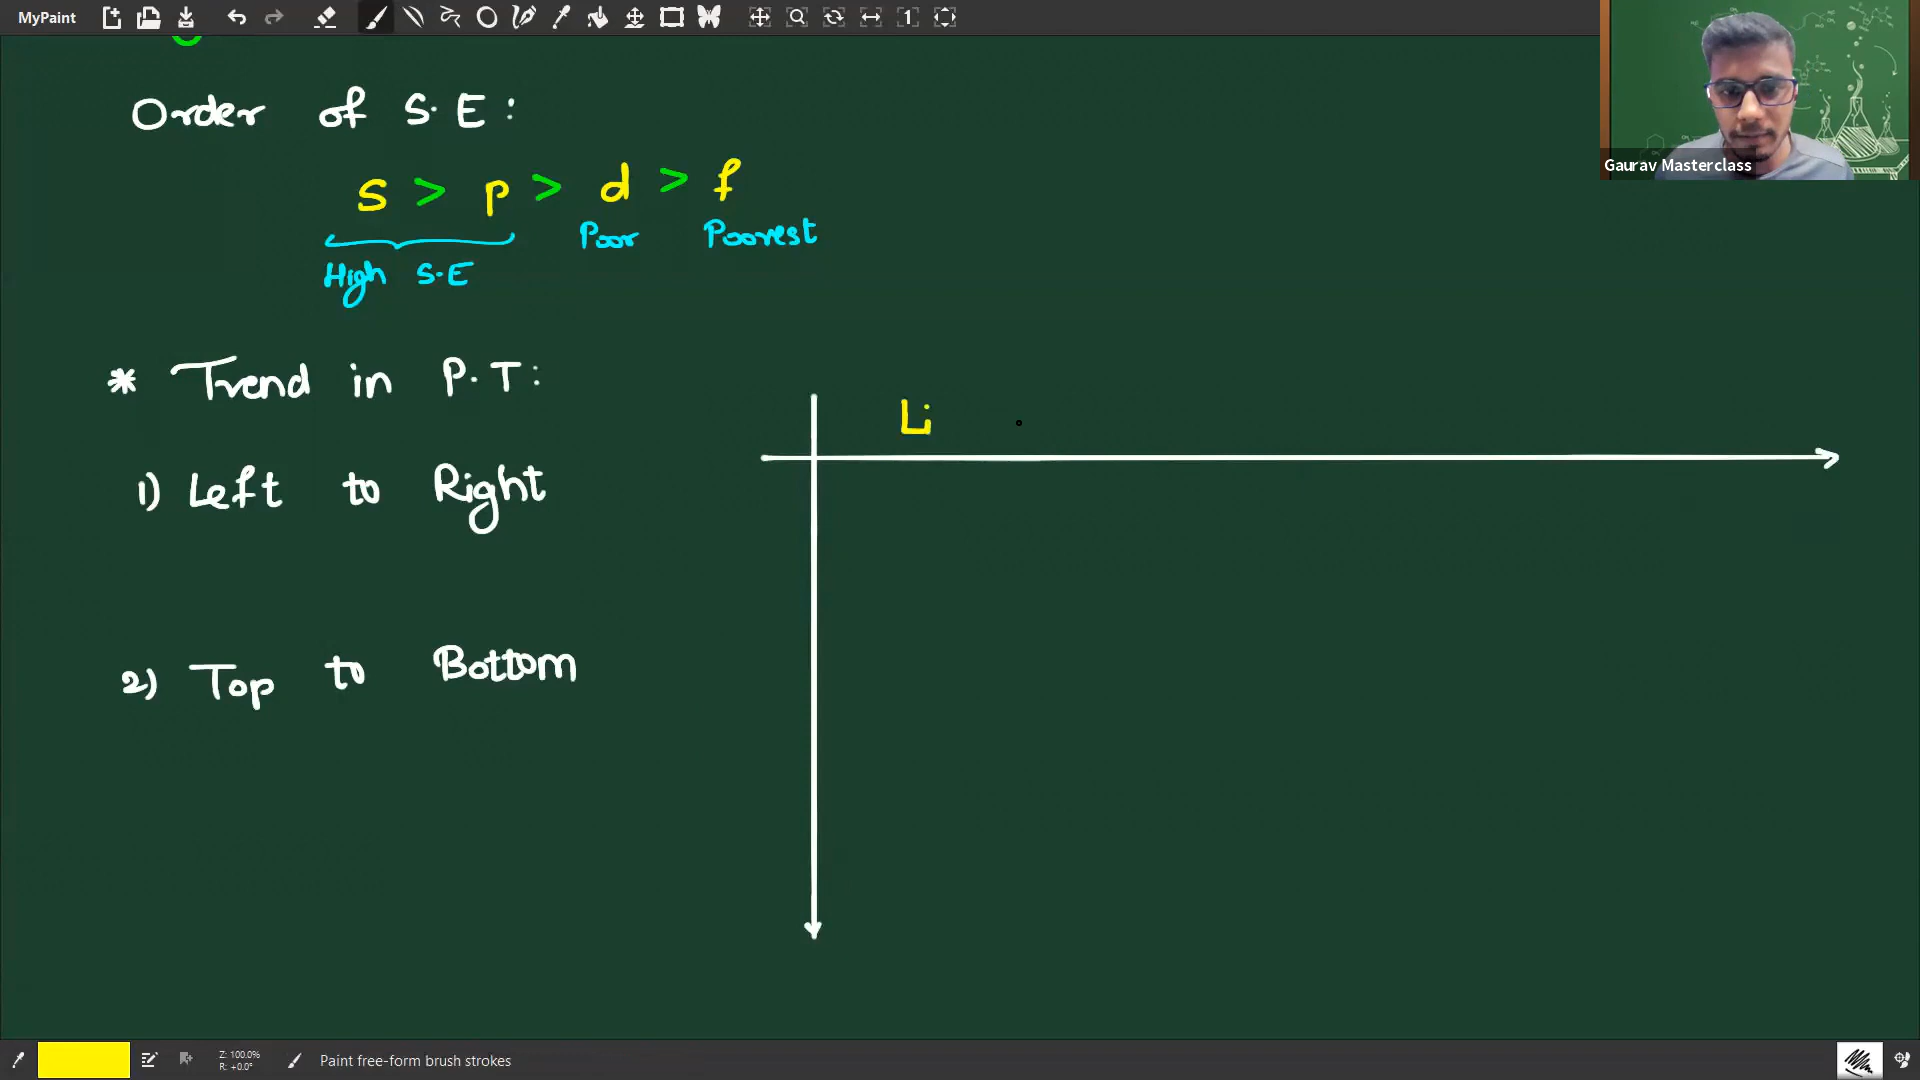 MyPaint
Order of S.E:
s > p > d > f
High S.E Poor Poorest
* Trend in P.T:
Li
1) Left to Right
2) Top to Bottom
Gaurav Masterclass
Z: 100.0%
R: +0.0°
Paint free-form brush strokes